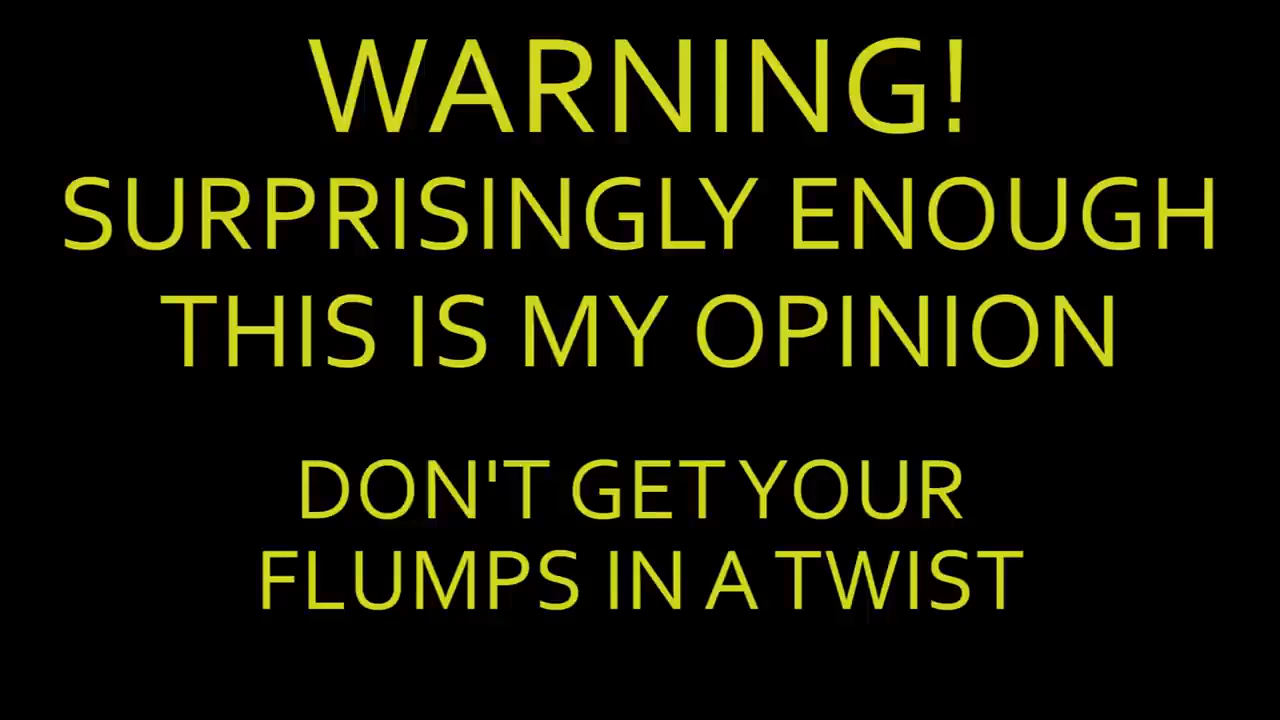 WARNING!
SURPRISINGLY ENOUGH
THIS IS MY OPINION
DON'T GET YOUR
FLUMPS IN A TWIST